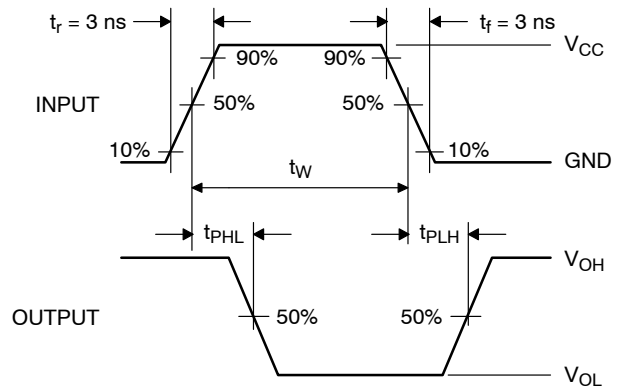 t_r = 3 ns
t_f = 3 ns
V_CC
90%
90%
INPUT
50%
50%
10%
10%
GND
t_W
t_PHL
t_PLH
V_OH
OUTPUT
50%
50%
V_OL